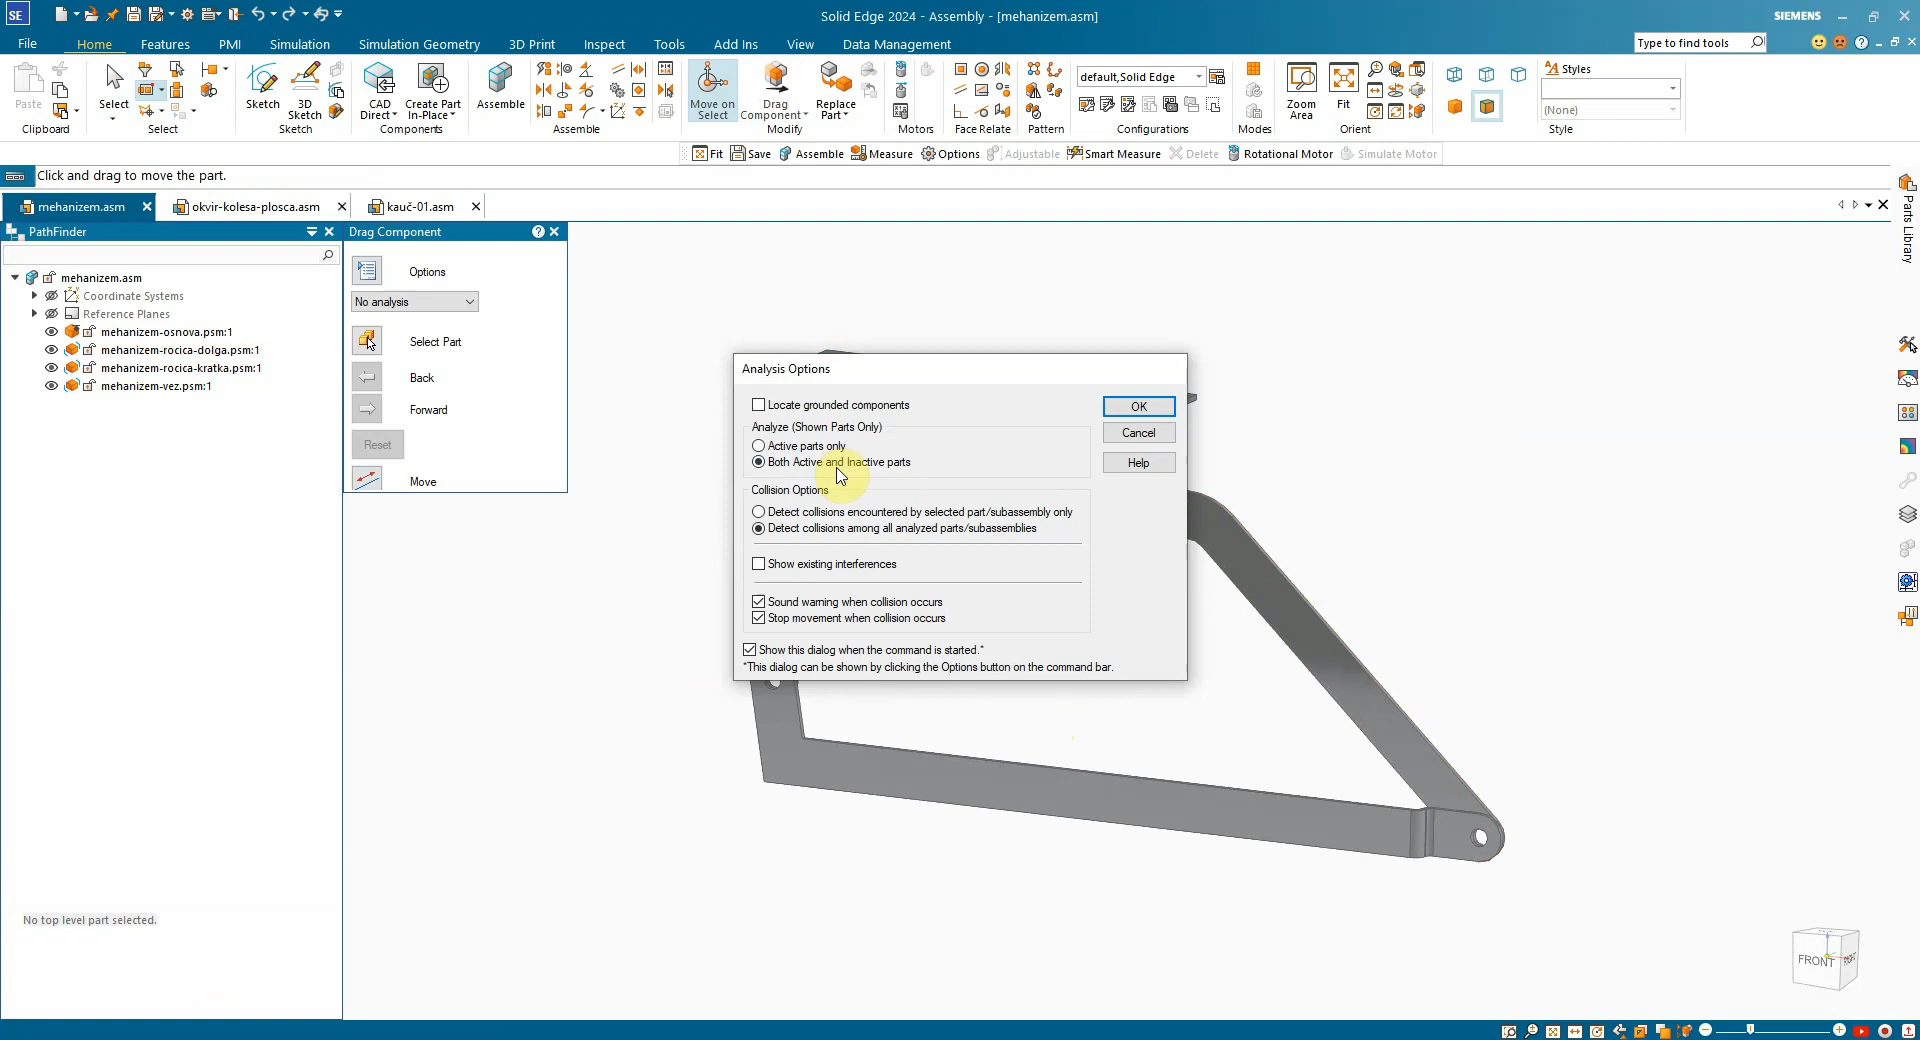 SE
Solid Edge 2024 - Assembly - [mehanizem.asm]
SIEMENS
File
Home
Features
PMI
Simulation
Simulation Geometry
3D Print
Inspect
Tools
Add Ins
View
Data Management
Type to find tools
Paste
Clipboard
Select
Select
Sketch
3D
Sketch
Sketch
CAD
Direct
Create Part
In-Place
Components
Assemble
Assemble
Move on
Select
Drag
Component
Replace
Part
Modify
Motors
Face Relate
Pattern
default,Solid Edge
Configurations
Modes
Zoom
Area
Fit
Orient
Styles
(None)
Style
Fit
Save
Assemble
Measure
Options
Adjustable
Smart Measure
Delete
Rotational Motor
Simulate Motor
Click and drag to move the part.
mehanizem.asm
okvir-kolesa-plosca.asm
kauč-01.asm
PathFinder
mehanizem.asm
Coordinate Systems
Reference Planes
mehanizem-osnova.psm:1
mehanizem-rocica-dolga.psm:1
mehanizem-rocica-kratka.psm:1
mehanizem-vez.psm:1
No top level part selected.
Drag Component
Options
No analysis
Select Part
Back
Forward
Reset
Move
Analysis Options
Locate grounded components
Analyze (Shown Parts Only)
Active parts only
Both Active and Inactive parts
Collision Options
Detect collisions encountered by selected part/subassembly only
Detect collisions among all analyzed parts/subassemblies
Show existing interferences
Sound warning when collision occurs
Stop movement when collision occurs
Show this dialog when the command is started.*
*This dialog can be shown by clicking the Options button on the command bar.
OK
Cancel
Help
Parts Library
FRONT